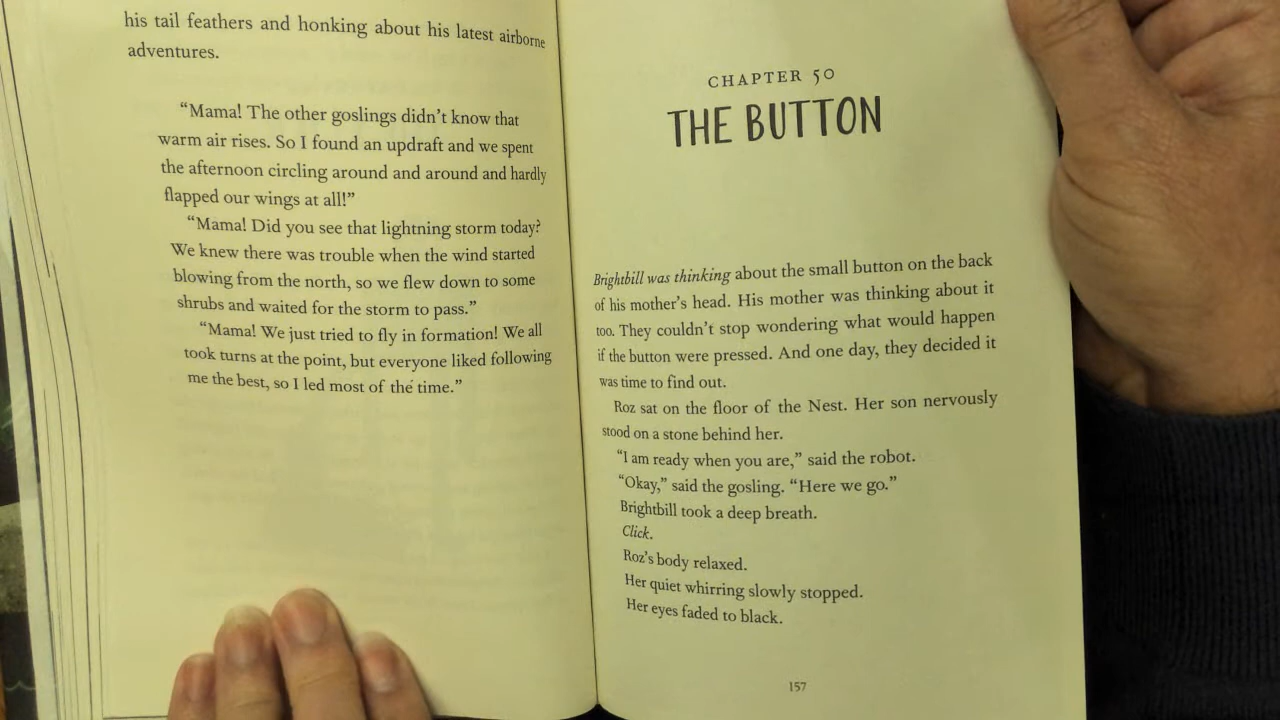 his tail feathers and honking about his latest airborne
adventures.
“Mama! The other goslings didn’t know that
warm air rises. So I found an updraft and we spent
the afternoon circling around and around and hardly
flapped our wings at all!”
“Mama! Did you see that lightning storm today?
We knew there was trouble when the wind started
blowing from the north, so we flew down to some
shrubs and waited for the storm to pass.”
“Mama! We just tried to fly in formation! We all
took turns at the point, but everyone liked following
me the best, so I led most of the time.”
CHAPTER 50
THE BUTTON
Brightbill was thinking about the small button on the back
of his mother’s head. His mother was thinking about it
too. They couldn’t stop wondering what would happen
if the button were pressed. And one day, they decided it
was time to find out.
Roz sat on the floor of the Nest. Her son nervously
stood on a stone behind her.
“I am ready when you are,” said the robot.
“Okay,” said the gosling. “Here we go.”
Brightbill took a deep breath.
Click.
Roz’s body relaxed.
Her quiet whirring slowly stopped.
Her eyes faded to black.
157